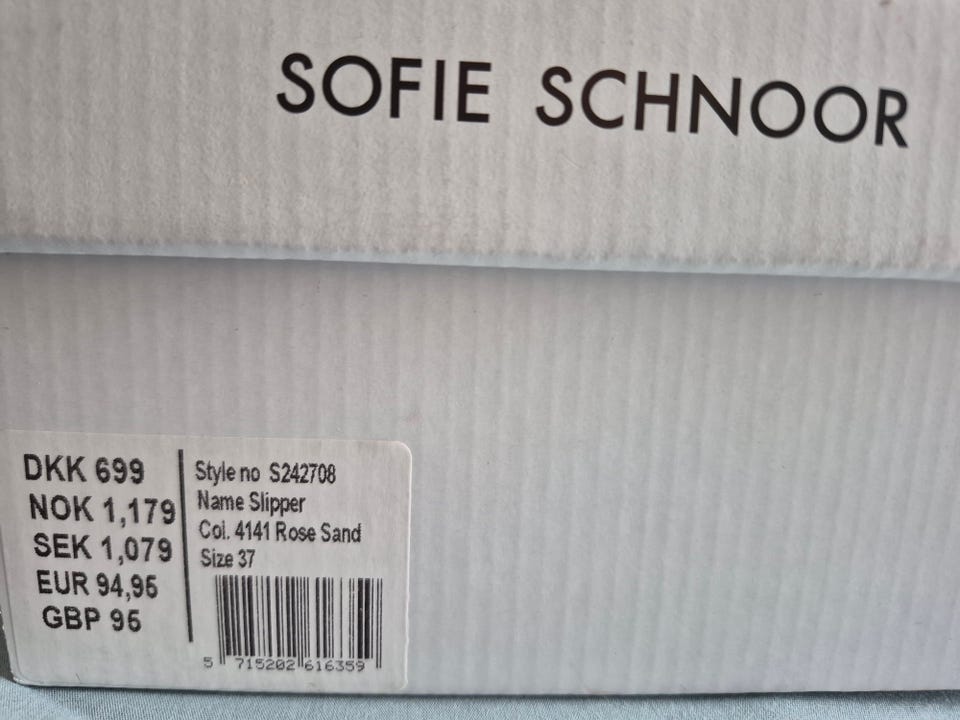 SOFIE SCHNOOR
DKK 699
NOK 1,179
SEK 1,079
EUR 94,95
GBP 95
Style no S242708
Name Slipper
Col. 4141 Rose Sand
Size 37
5 715202 616359